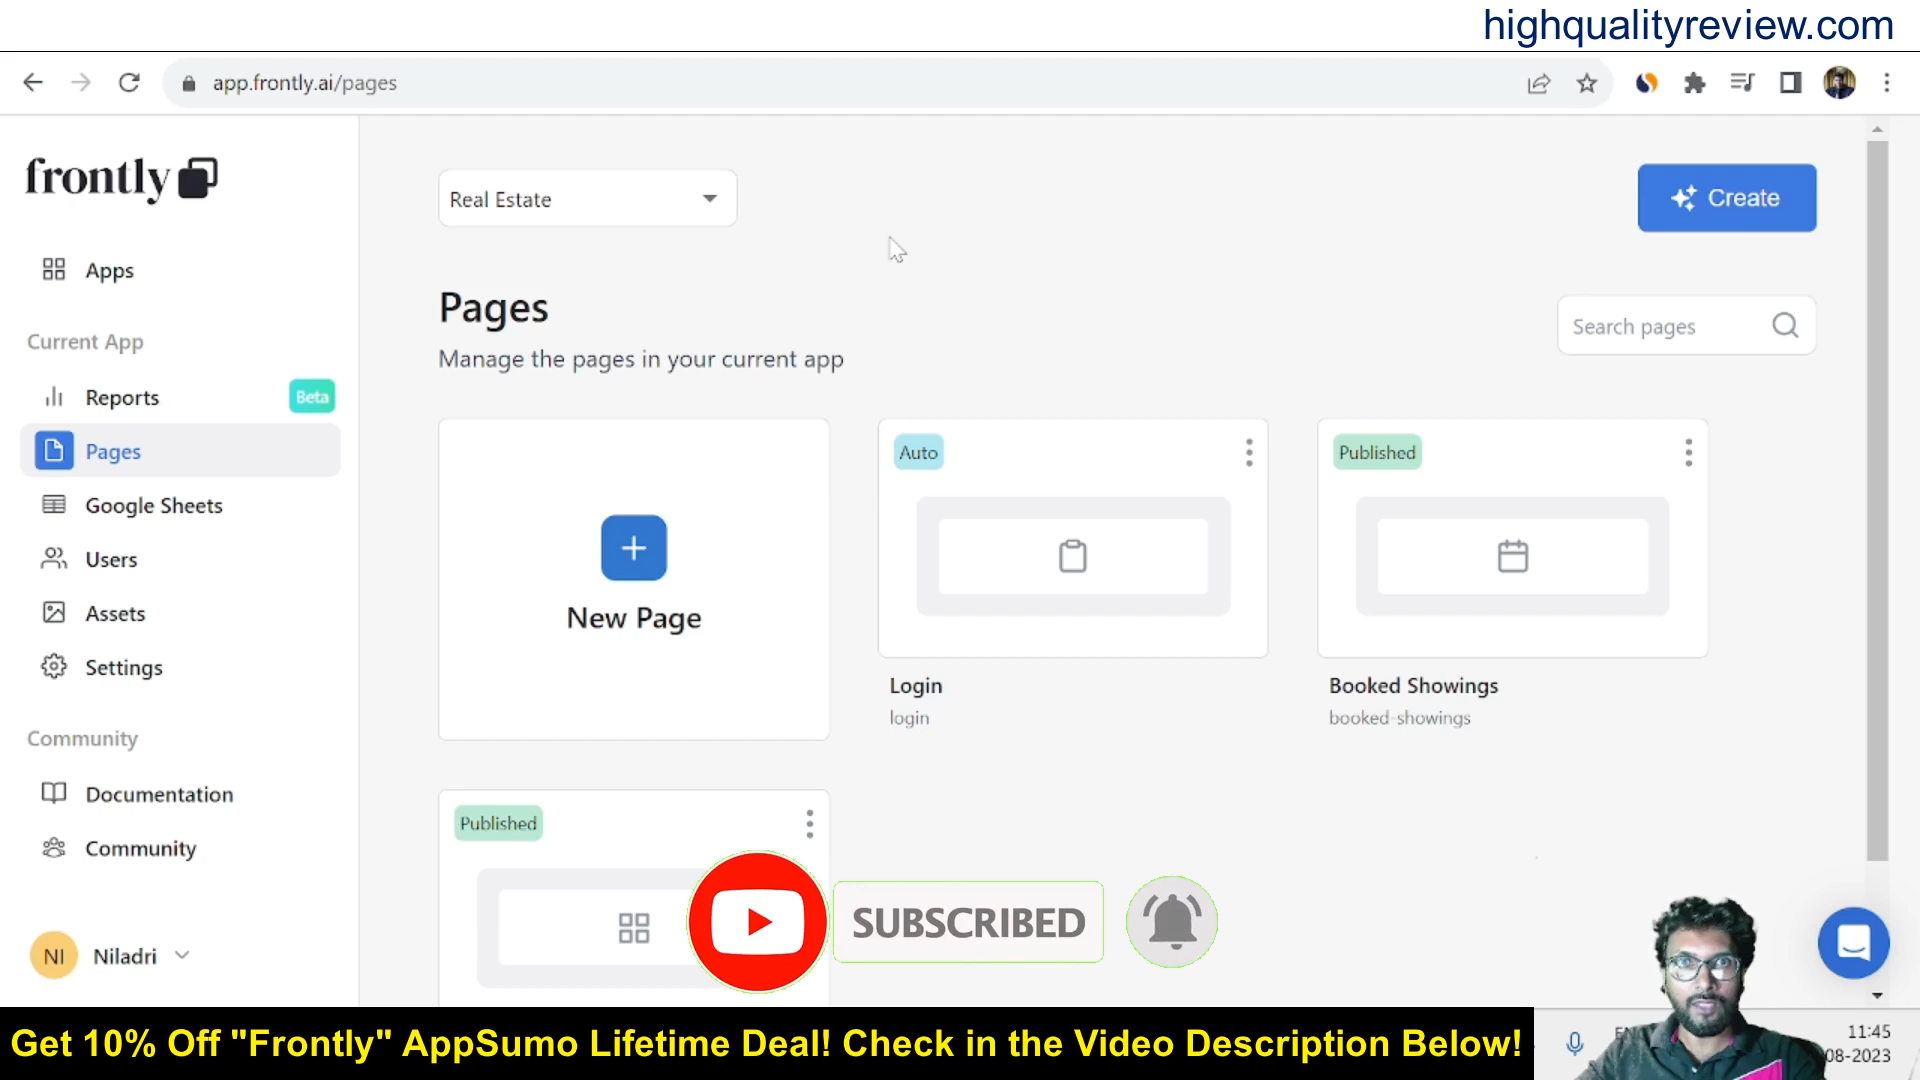 highqualityreview.com
app.frontly.ai/pages
frontly
Real Estate
Create
Apps
Pages
Manage the pages in your current app
Search pages
Current App
Reports
Beta
Pages
Google Sheets
Users
Assets
Settings
Community
Documentation
Community
NI
Niladri
New Page
Auto
Login
login
Published
Booked Showings
booked-showings
Published
SUBSCRIBED
Get 10% Off "Frontly" AppSumo Lifetime Deal! Check in the Video Description Below!
11:45
08-2023